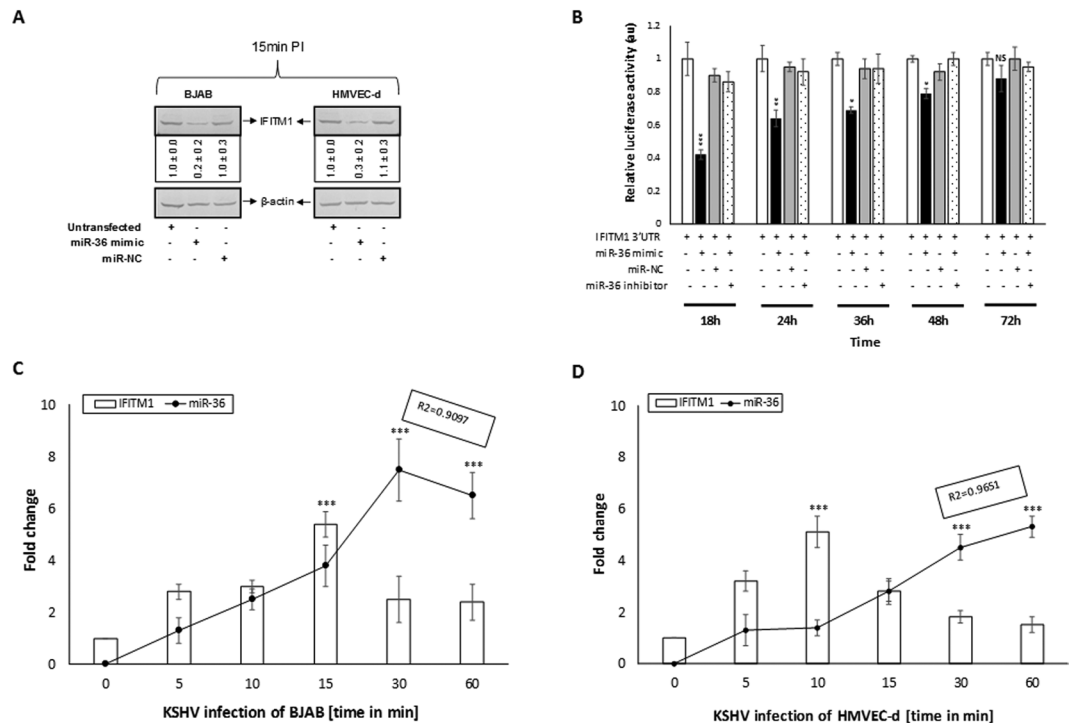 A
15min PI
BJAB
HMVEC-d
IFITM1
1.0 ± 0.0
0.2 ± 0.2
1.0 ± 0.3
1.0 ± 0.0
0.3 ± 0.2
1.1 ± 0.3
β-actin
Untransfected + - - + - -
miR-36 mimic - + - - + -
miR-NC - - + - - +
B
Relative luciferase activity (au)
1.2
1
0.8
0.6
0.4
0.2
0
***
**
*
*
NS
IFITM1 3'UTR + + + + + + + + + + + + + + + + + + + +
miR-36 mimic - + + + - + + + - + + + - + + + - + + +
miR-NC - - + - - - + - - - + - - - + - - - + -
miR-36 inhibitor - - - + - - - + - - - + - - - + - - - +
18h 24h 36h 48h 72h
Time
C
IFITM1 miR-36
R2=0.9097
Fold change
10
8
6
4
2
0
***
***
***
0 5 10 15 30 60
KSHV infection of BJAB [time in min]
D
IFITM1 miR-36
R2=0.9651
Fold change
10
8
6
4
2
0
***
***
***
0 5 10 15 30 60
KSHV infection of HMVEC-d [time in min]